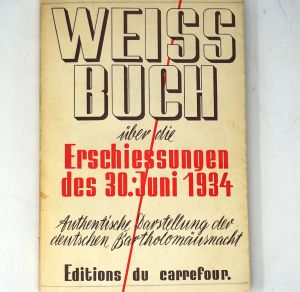 WEISS
BUCH
über die
Erschiessungen
des 30. Juni 1934
Authentische Darstellung der
deutschen Bartholomäusnacht
Editions du carrefour.